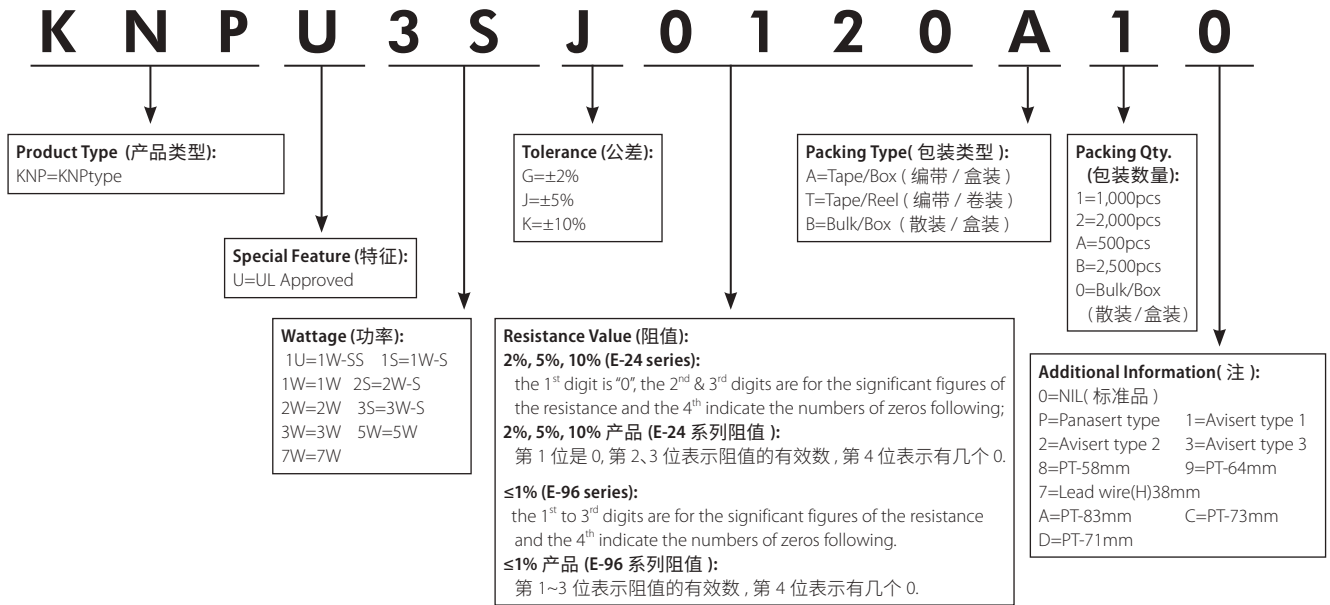 K N P U 3 S J 0 1 2 0 A 1 0
Product Type (产品类型):
KNP=KNPtype
Special Feature (特征):
U=UL Approved
Wattage (功率):
1U=1W-SS 1S=1W-S
1W=1W 2S=2W-S
2W=2W 3S=3W-S
3W=3W 5W=5W
7W=7W
Tolerance (公差):
G=±2%
J=±5%
K=±10%
Resistance Value (阻值):
2%, 5%, 10% (E-24 series):
the 1st digit is “0”, the 2nd & 3rd digits are for the significant figures of
the resistance and the 4th indicate the numbers of zeros following;
2%, 5%, 10% 产品 (E-24 系列阻值 ):
第 1 位是 0, 第 2、3 位表示阻值的有效数 , 第 4 位表示有几个 0.
≤1% (E-96 series):
the 1st to 3rd digits are for the significant figures of the resistance
and the 4th indicate the numbers of zeros following.
≤1% 产品 (E-96 系列阻值 ):
第 1~3 位表示阻值的有效数 , 第 4 位表示有几个 0.
Packing Type( 包装类型 ):
A=Tape/Box ( 编带 / 盒装 )
T=Tape/Reel ( 编带 / 卷装 )
B=Bulk/Box ( 散装 / 盒装 )
Packing Qty.
(包装数量):
1=1,000pcs
2=2,000pcs
A=500pcs
B=2,500pcs
0=Bulk/Box
(散装/盒装)
Additional Information( 注 ):
0=NIL( 标准品 )
P=Panasert type 1=Avisert type 1
2=Avisert type 2 3=Avisert type 3
8=PT-58mm 9=PT-64mm
7=Lead wire(H)38mm
A=PT-83mm C=PT-73mm
D=PT-71mm